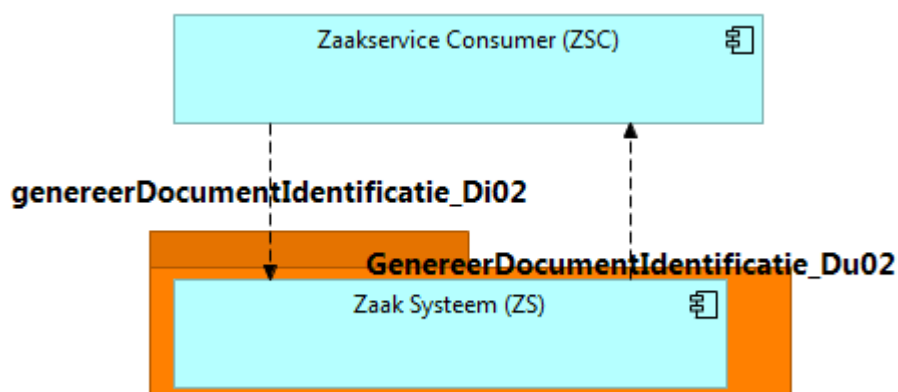 Zaakservice Consumer (ZSC)
genereerDocumentIdentificatie_Di02
GenereerDocumentIdentificatie_Du02
Zaak Systeem (ZS)